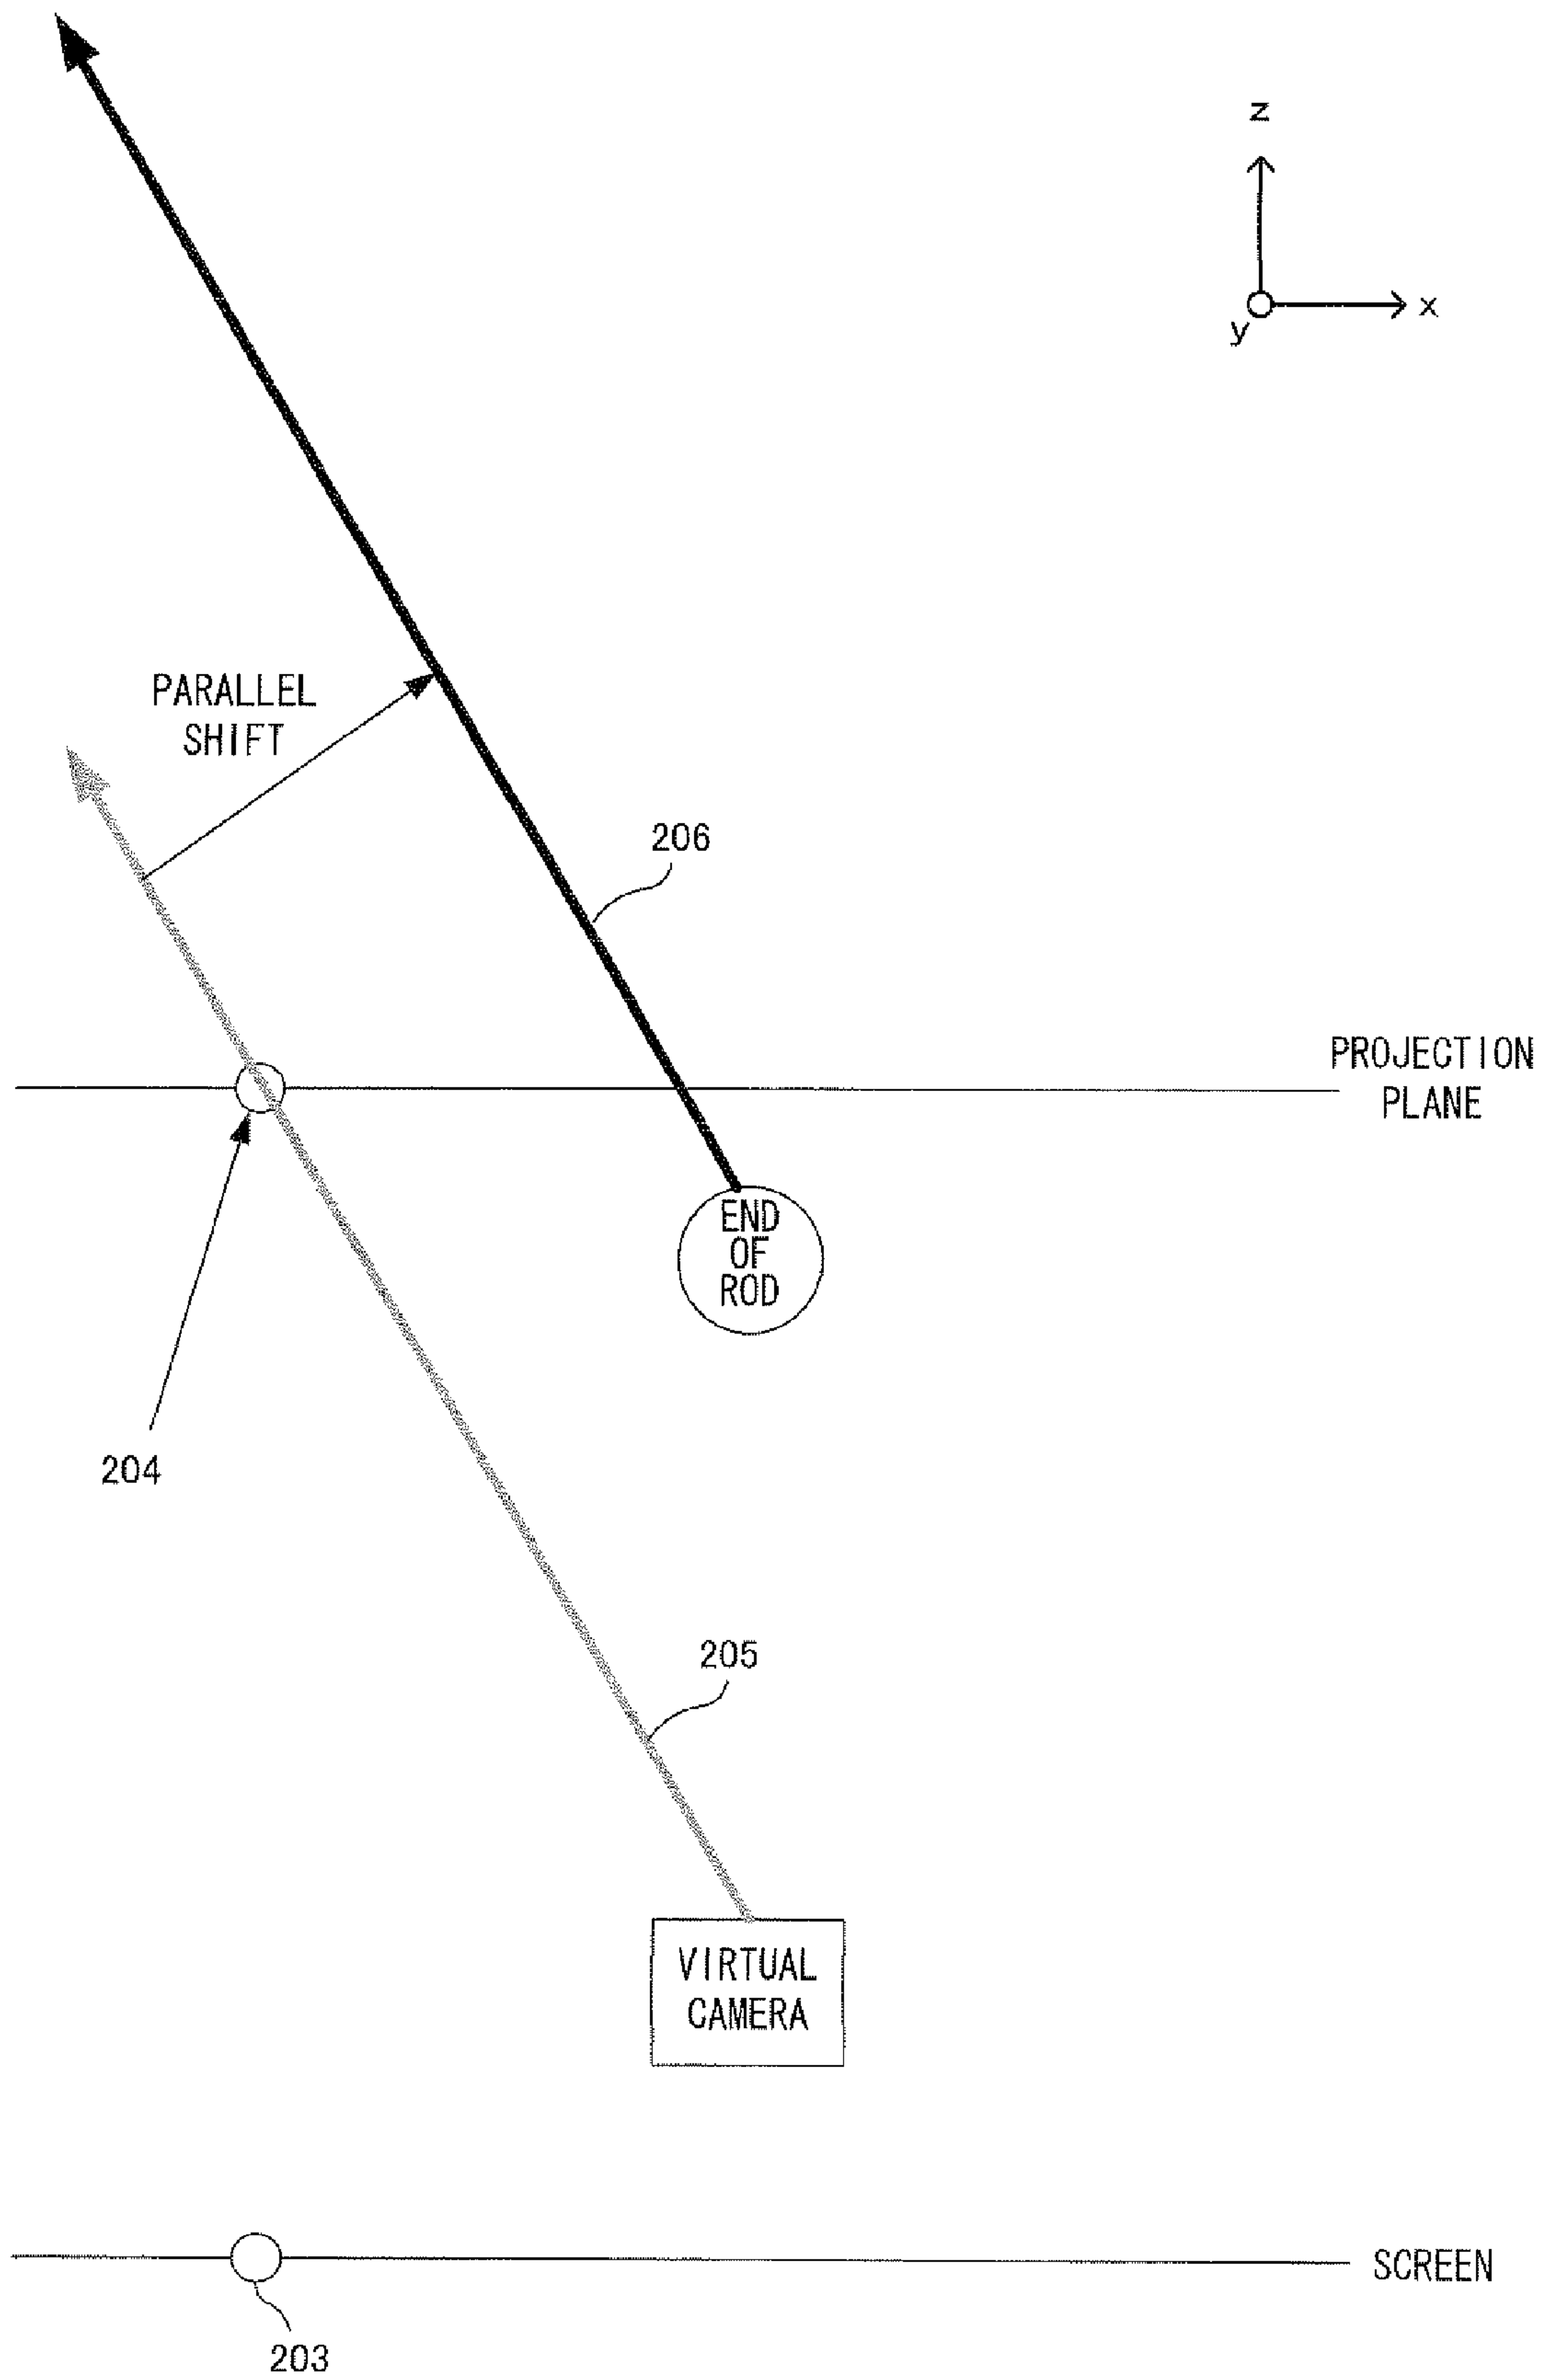 z
x
y
PARALLEL
SHIFT
206
PROJECTION
PLANE
END
OF
ROD
204
205
VIRTUAL
CAMERA
SCREEN
203